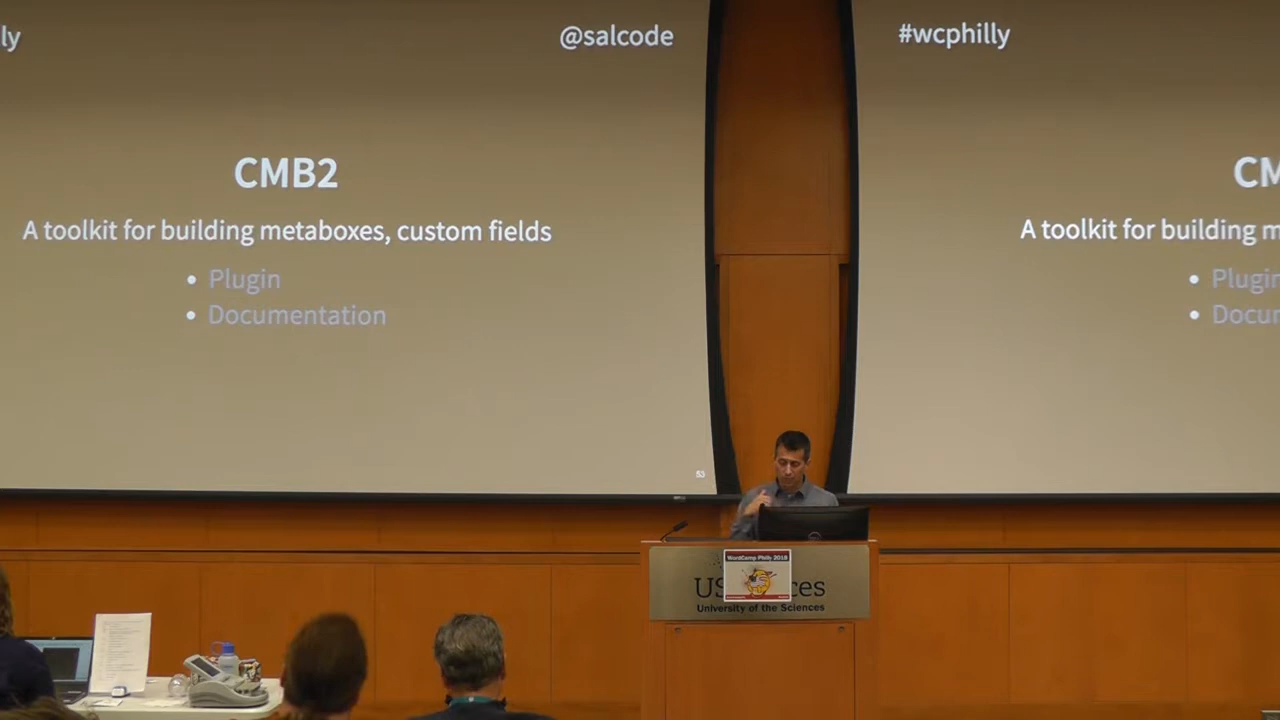 ly
@salcode
CMB2
A toolkit for building metaboxes, custom fields
Plugin
Documentation
53
#wcphilly
CM
A toolkit for building m
Plugin
Docum
WordCamp Philly 2018
US ces
University of the Sciences